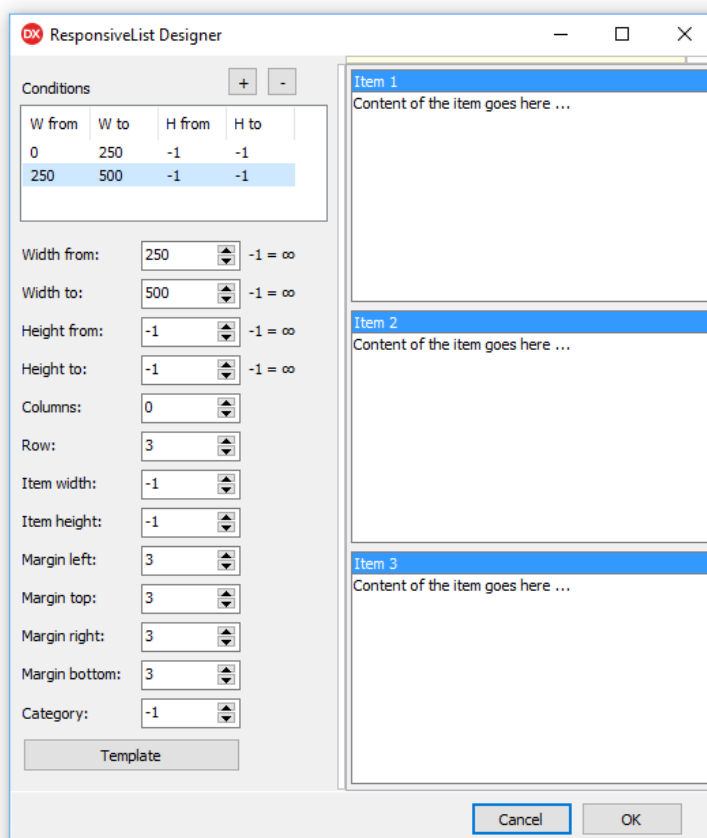 DX ResponsiveList Designer
Conditions + -
W from W to H from H to
0 250 -1 -1
250 500 -1 -1
Width from: 250 -1 = ∞
Width to: 500 -1 = ∞
Height from: -1 -1 = ∞
Height to: -1 -1 = ∞
Columns: 0
Row: 3
Item width: -1
Item height: -1
Margin left: 3
Margin top: 3
Margin right: 3
Margin bottom: 3
Category: -1
Template
Item 1
Content of the item goes here ...
Item 2
Content of the item goes here ...
Item 3
Content of the item goes here ...
Cancel OK